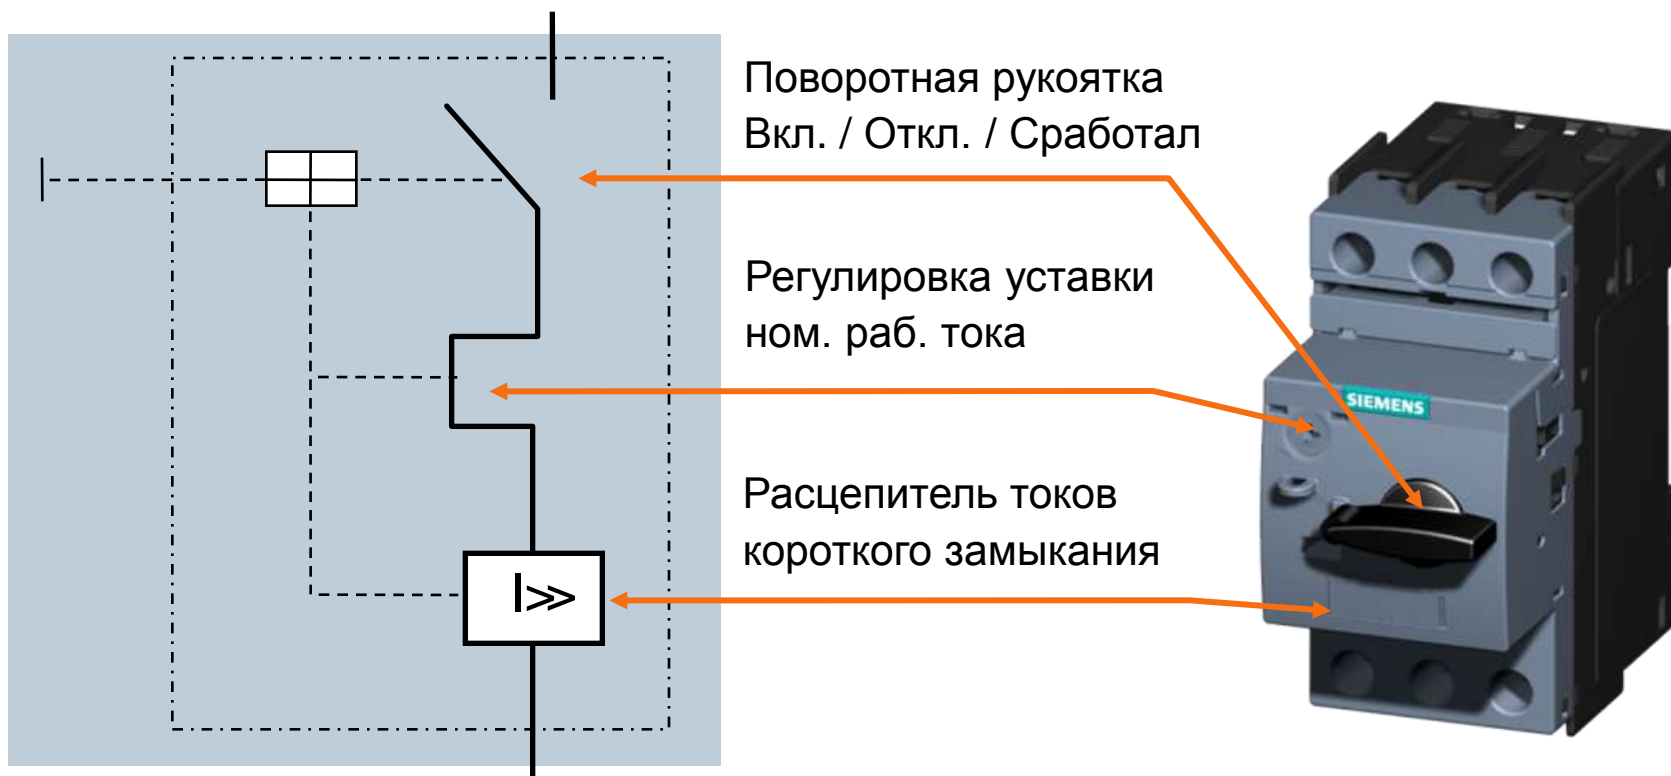 Поворотная рукоятка
Вкл. / Откл. / Сработал
Регулировка уставки
ном. раб. тока
SIEMENS
Расцепитель токов
короткого замыкания
I>>